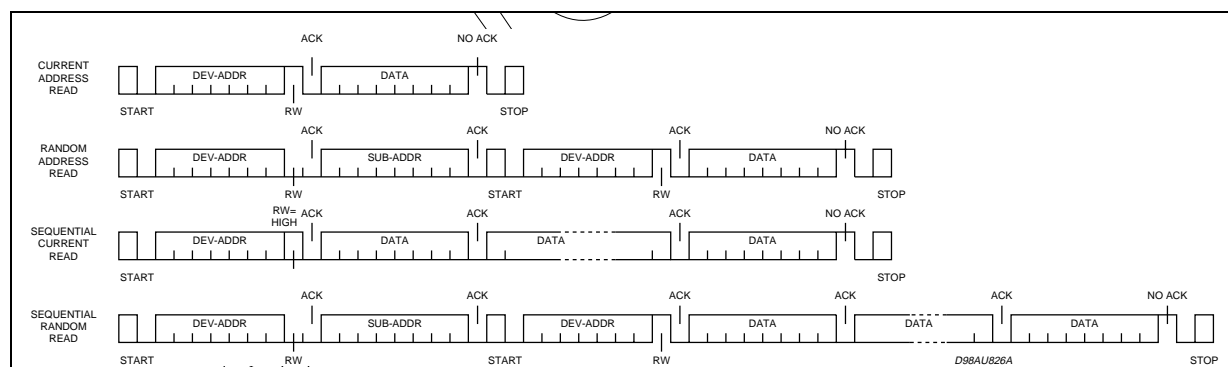 ACK NO ACK
CURRENT
ADDRESS
READ
DEV-ADDR DATA
START RW STOP
ACK ACK ACK NO ACK
RANDOM
ADDRESS
READ
DEV-ADDR SUB-ADDR DEV-ADDR DATA
START RW START RW STOP
RW=
HIGH
ACK ACK ACK NO ACK
SEQUENTIAL
CURRENT
READ
DEV-ADDR DATA DATA DATA
START STOP
ACK ACK ACK ACK ACK NO ACK
SEQUENTIAL
RANDOM
READ
DEV-ADDR SUB-ADDR DEV-ADDR DATA DATA DATA
START RW START RW D98AU826A STOP